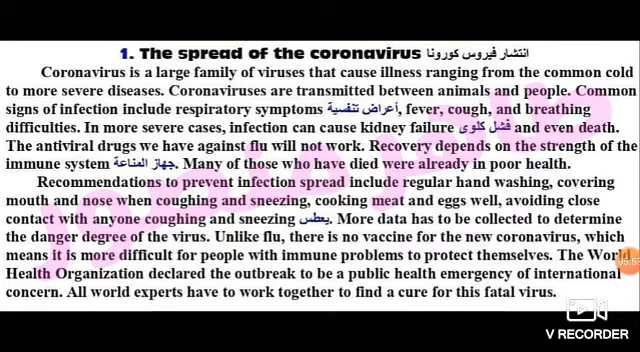 1. The spread of the coronavirus انتشار فيروس كورونا
Coronavirus is a large family of viruses that cause illness ranging from the common cold
to more severe diseases. Coronaviruses are transmitted between animals and people. Common
signs of infection include respiratory symptoms أعراض تنفسية, fever, cough, and breathing
difficulties. In more severe cases, infection can cause kidney failure فشل كلوى and even death.
The antiviral drugs we have against flu will not work. Recovery depends on the strength of the
immune system جهاز المناعة. Many of those who have died were already in poor health.
Recommendations to prevent infection spread include regular hand washing, covering
mouth and nose when coughing and sneezing, cooking meat and eggs well, avoiding close
contact with anyone coughing and sneezing يعطس. More data has to be collected to determine
the danger degree of the virus. Unlike flu, there is no vaccine for the new coronavirus, which
means it is more difficult for people with immune problems to protect themselves. The World
Health Organization declared the outbreak to be a public health emergency of international
concern. All world experts have to work together to find a cure for this fatal virus.
V RECORDER